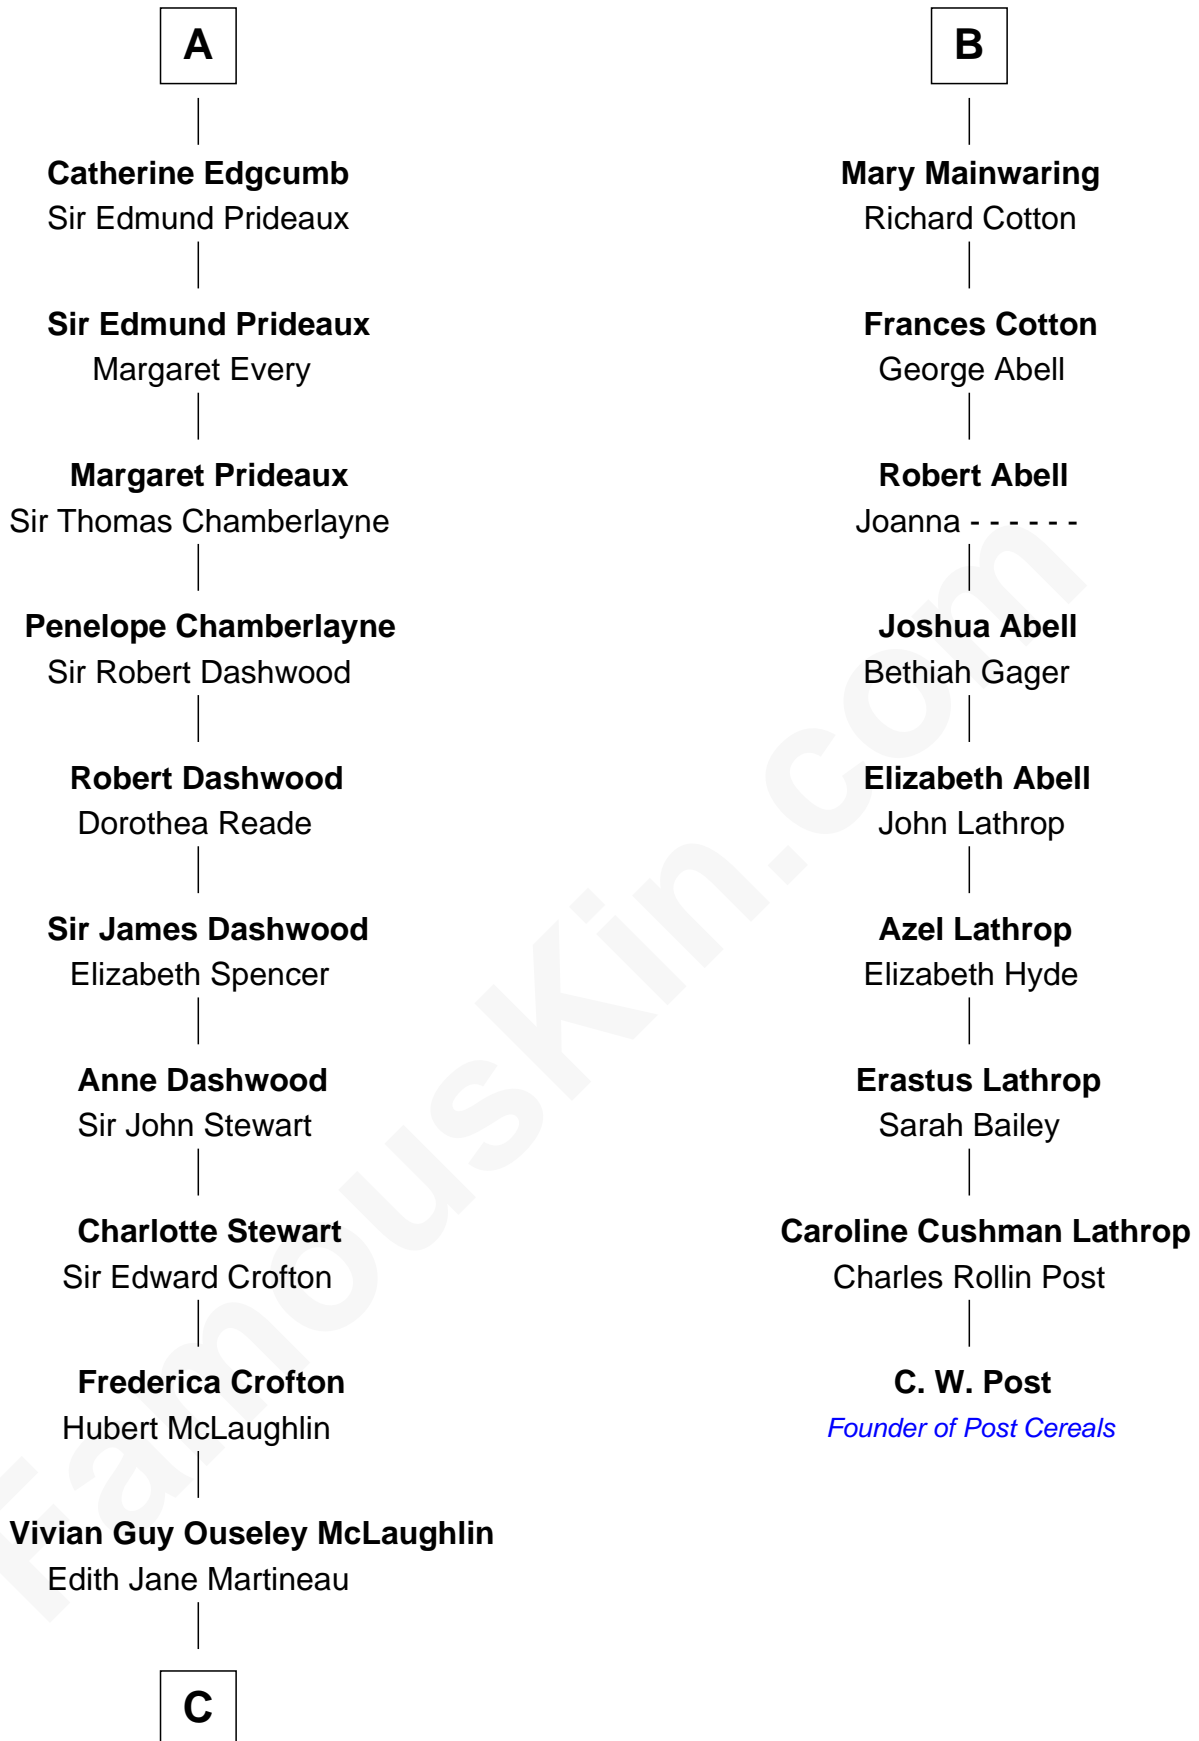 A
Catherine Edgcumb
Sir Edmund Prideaux
Sir Edmund Prideaux
Margaret Every
Margaret Prideaux
Sir Thomas Chamberlayne
Penelope Chamberlayne
Sir Robert Dashwood
Robert Dashwood
Dorothea Reade
Sir James Dashwood
Elizabeth Spencer
Anne Dashwood
Sir John Stewart
Charlotte Stewart
Sir Edward Crofton
Frederica Crofton
Hubert McLaughlin
Vivian Guy Ouseley McLaughlin
Edith Jane Martineau
C
B
Mary Mainwaring
Richard Cotton
Frances Cotton
George Abell
Robert Abell
Joanna - - - - - -
Joshua Abell
Bethiah Gager
Elizabeth Abell
John Lathrop
Azel Lathrop
Elizabeth Hyde
Erastus Lathrop
Sarah Bailey
Caroline Cushman Lathrop
Charles Rollin Post
C. W. Post
Founder of Post Cereals
FamousKin.com